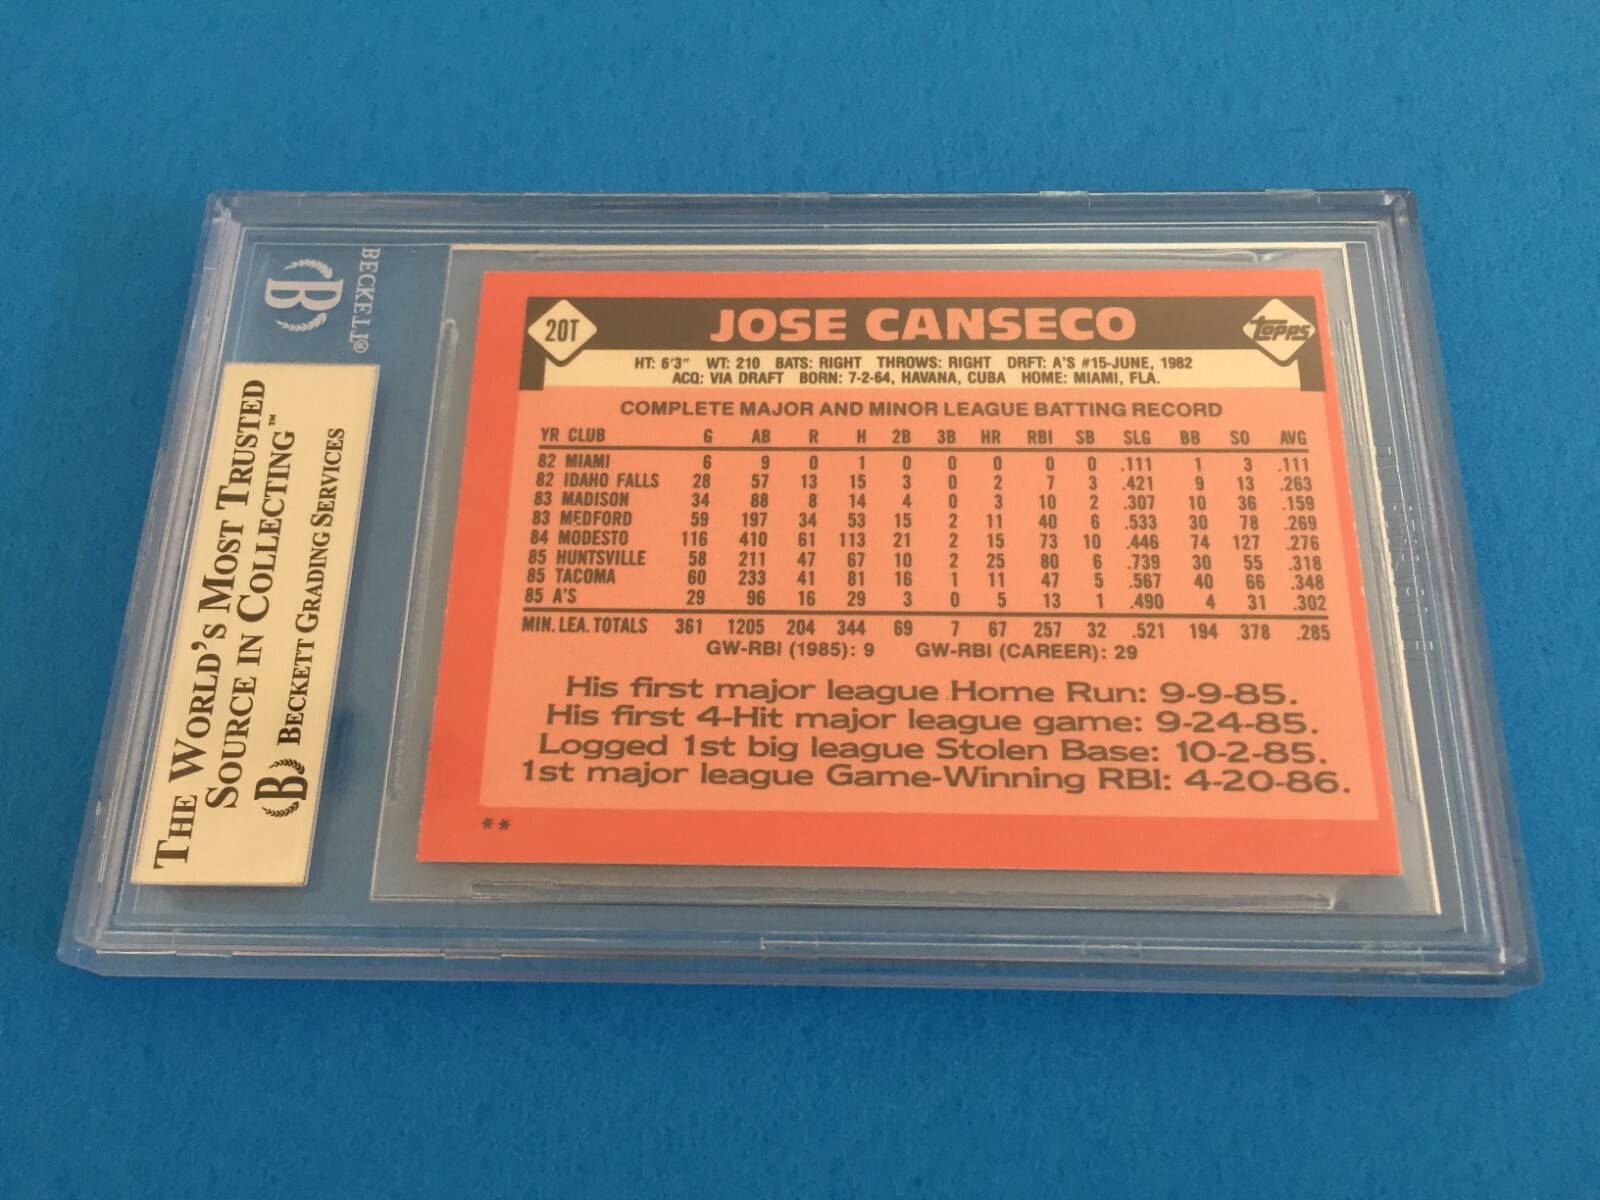 BECKETT®
B
THE WORLD'S MOST TRUSTED
SOURCE IN COLLECTING™
B BECKETT GRADING SERVICES
20T JOSE CANSECO topps
HT: 6'3" WT: 210 BATS: RIGHT THROWS: RIGHT DRFT: A'S #15-JUNE, 1982
ACQ: VIA DRAFT BORN: 7-2-64, HAVANA, CUBA HOME: MIAMI, FLA.
COMPLETE MAJOR AND MINOR LEAGUE BATTING RECORD
YR CLUB G AB R H 2B 3B HR RBI SB SLG BB SO AVG
82 MIAMI 6 9 0 1 0 0 0 0 0 .111 1 3 .111
82 IDAHO FALLS 28 57 13 15 3 0 2 7 3 .421 9 13 .263
83 MADISON 34 88 8 14 4 0 3 10 2 .307 10 36 .159
83 MEDFORD 59 197 34 53 15 2 11 40 6 .533 30 78 .269
84 MODESTO 116 410 61 113 21 2 15 73 10 .446 74 127 .276
85 HUNTSVILLE 58 211 47 67 10 2 25 80 6 .739 30 55 .318
85 TACOMA 60 233 41 81 16 1 11 47 5 .567 40 66 .348
85 A'S 29 96 16 29 3 0 5 13 1 .490 4 31 .302
MIN. LEA. TOTALS 361 1205 204 344 69 7 67 257 32 .521 194 378 .285
GW-RBI (1985): 9 GW-RBI (CAREER): 29
His first major league Home Run: 9-9-85.
His first 4-Hit major league game: 9-24-85.
Logged 1st big league Stolen Base: 10-2-85.
1st major league Game-Winning RBI: 4-20-86.
**